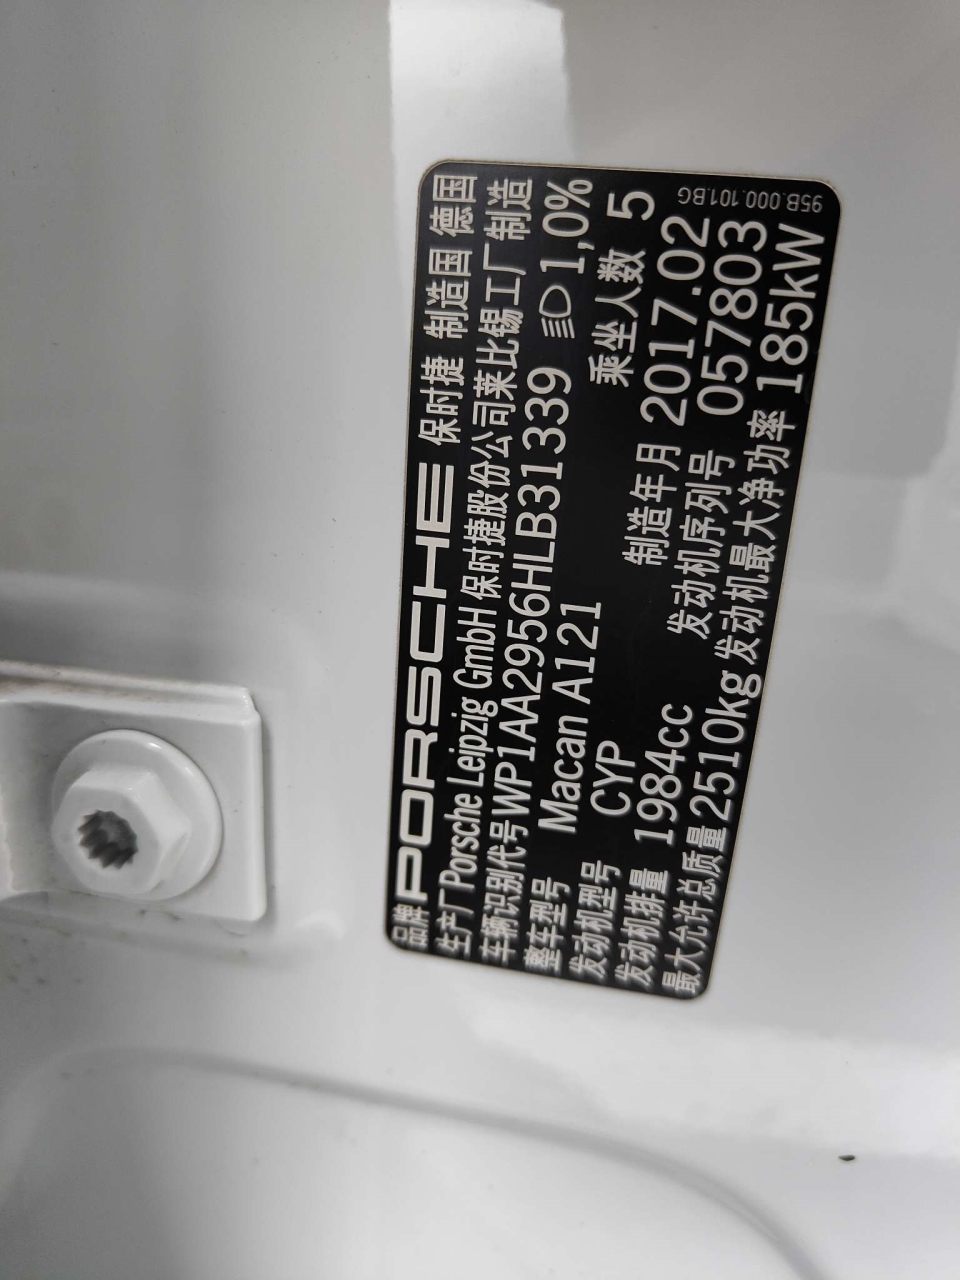 品牌 PORSCHE 保时捷 制造国 德国
生产厂 Porsche Leipzig GmbH 保时捷股份公司莱比锡工厂制造
车辆识别代号 WP1AA2956HLB31339 1,0%
整车型号 Macan A121 乘坐人数 5
发动机型号 CYP 制造年月 2017.02
发动机排量 1984cc 发动机序列号 057803
最大允许总质量 2510kg 发动机最大净功率 185kW
95B.000.101.BG